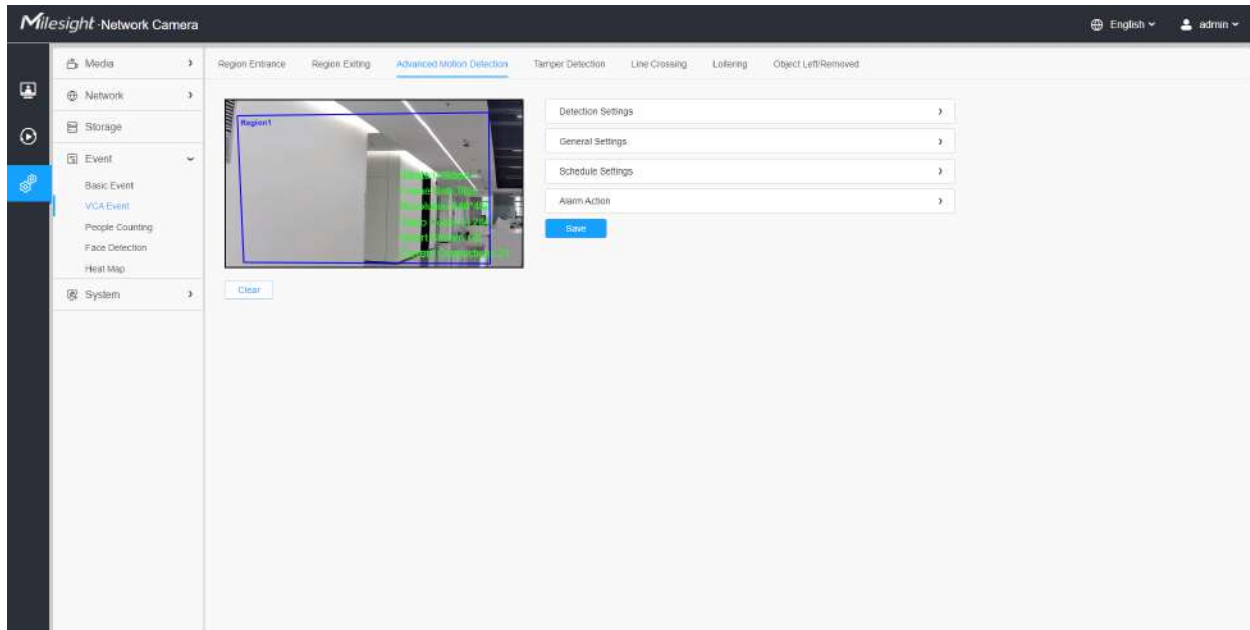 Milesight·Network Camera
English
admin
Media
Network
Storage
Event
Basic Event
VCA Event
People Counting
Face Detection
Heat Map
System
Region Entrance
Region Exiting
Advanced Motion Detection
Tamper Detection
Line Crossing
Loitering
Object Left/Removed
Region1
Clear
Detection Settings
General Settings
Schedule Settings
Alarm Action
Save